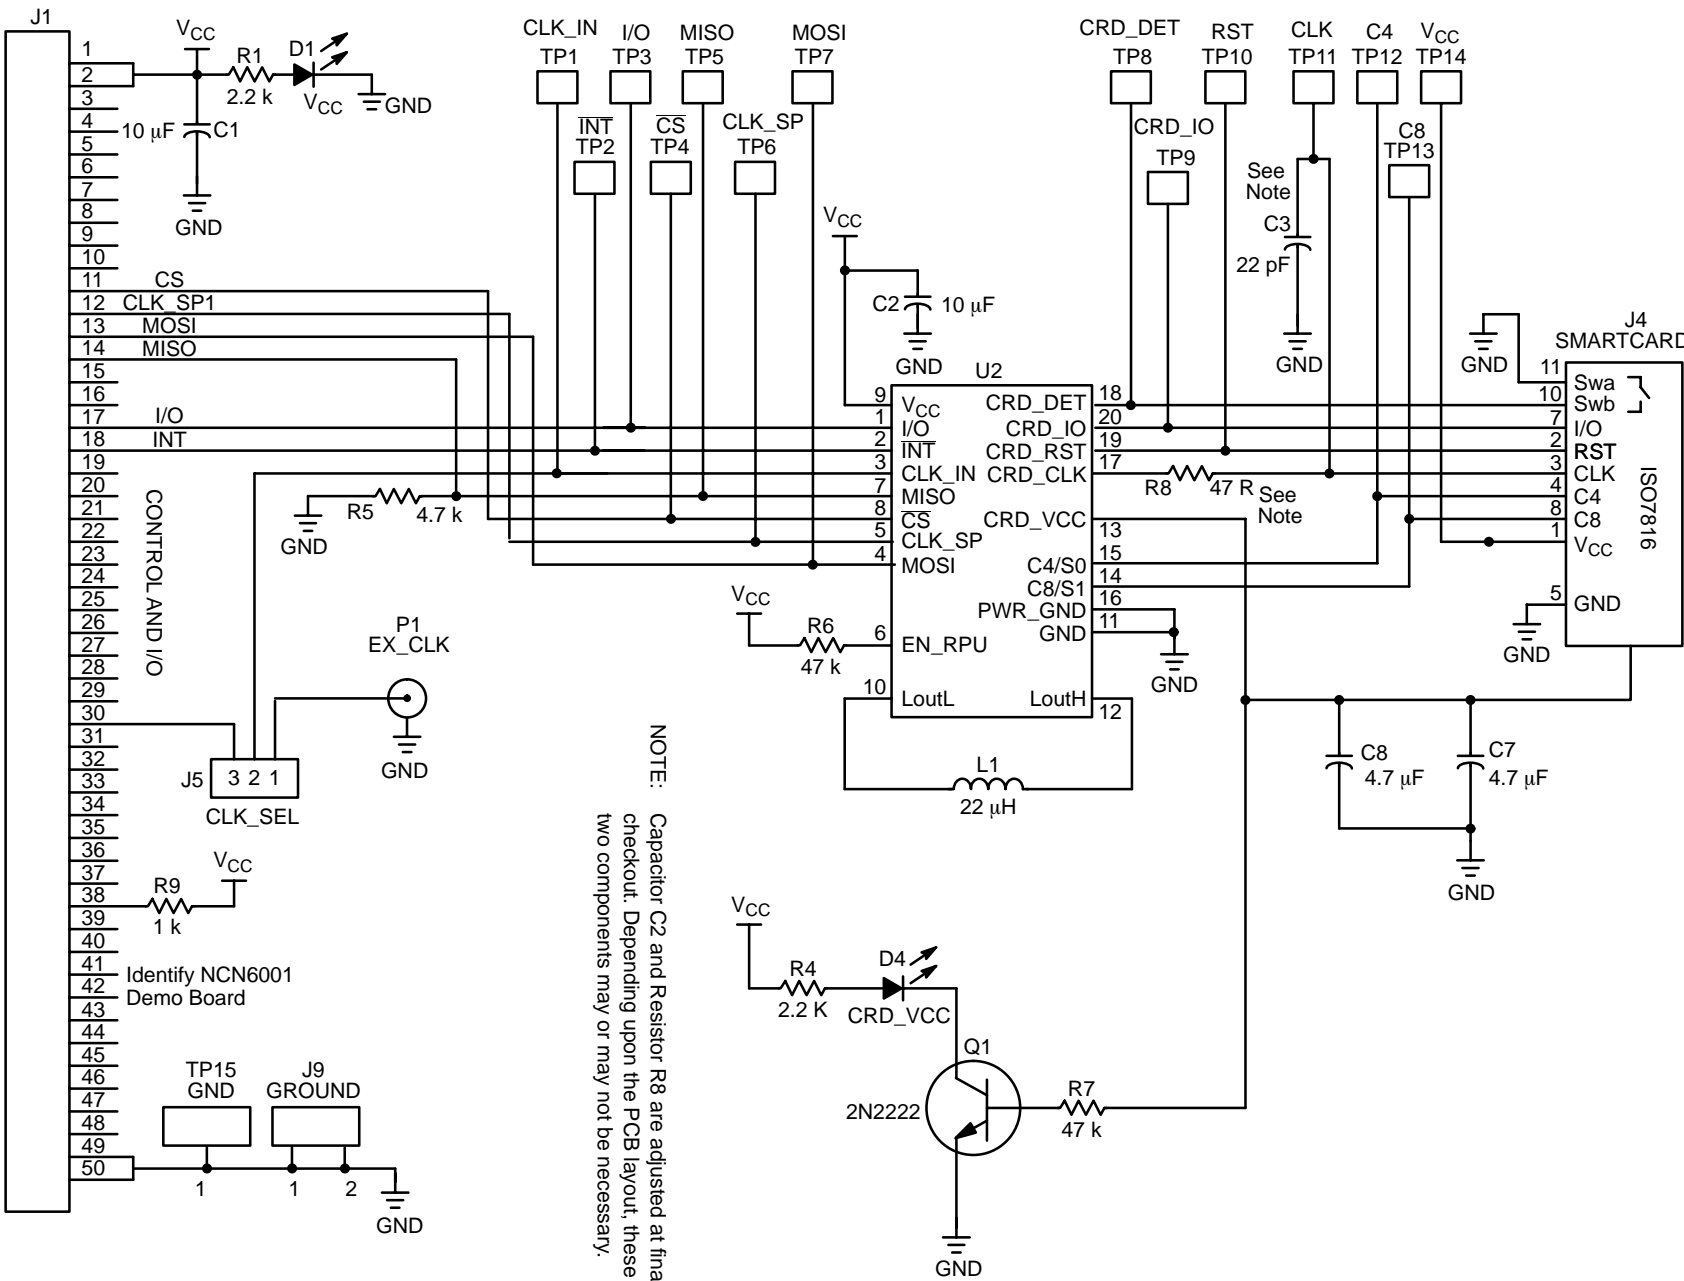 J1
1
2
3
4
5
6
7
8
9
10
11
12
13
14
15
16
17
18
19
20
21
22
23
24
25
26
27
28
29
30
31
32
33
34
35
36
37
38
39
40
41
42
43
44
45
46
47
48
49
50
CONTROL AND I/O
VCC
R1
2.2 k
D1
VCC
GND
10 μF
C1
GND
CS
CLK_SP1
MOSI
MISO
I/O
INT
CLK_IN
TP1
I/O
TP3
MISO
TP5
MOSI
TP7
INT
TP2
CS
TP4
CLK_SP
TP6
CRD_DET
TP8
RST
TP10
CLK
TP11
C4
TP12
VCC
TP14
CRD_IO
TP9
C8
TP13
See
Note
C3
22 pF
GND
VCC
C2
10 μF
GND
U2
9
VCC
1
I/O
2
INT
3
CLK_IN
7
MISO
8
CS
5
CLK_SP
4
MOSI
6
EN_RPU
10
LoutL
CRD_DET
18
CRD_IO
20
CRD_RST
19
CRD_CLK
17
CRD_VCC
13
C4/S0
15
C8/S1
14
PWR_GND
16
GND
11
LoutH
12
R8
47 R
See
Note
GND
GND
J4
SMARTCARD
11
Swa
10
Swb
7
I/O
2
RST
3
CLK
4
C4
8
C8
1
VCC
5
GND
ISO7816
GND
R5
4.7 k
GND
VCC
R6
47 k
L1
22 μH
P1
EX_CLK
GND
J5
3 2 1
CLK_SEL
VCC
R9
1 k
Identify NCN6001
Demo Board
TP15
GND
J9
GROUND
1
1
2
GND
NOTE:
Capacitor C2 and Resistor R8 are adjusted at fina
checkout. Depending upon the PCB layout, these
two components may or may not be necessary.
C8
4.7 μF
C7
4.7 μF
GND
VCC
R4
2.2 K
D4
CRD_VCC
Q1
2N2222
R7
47 k
GND